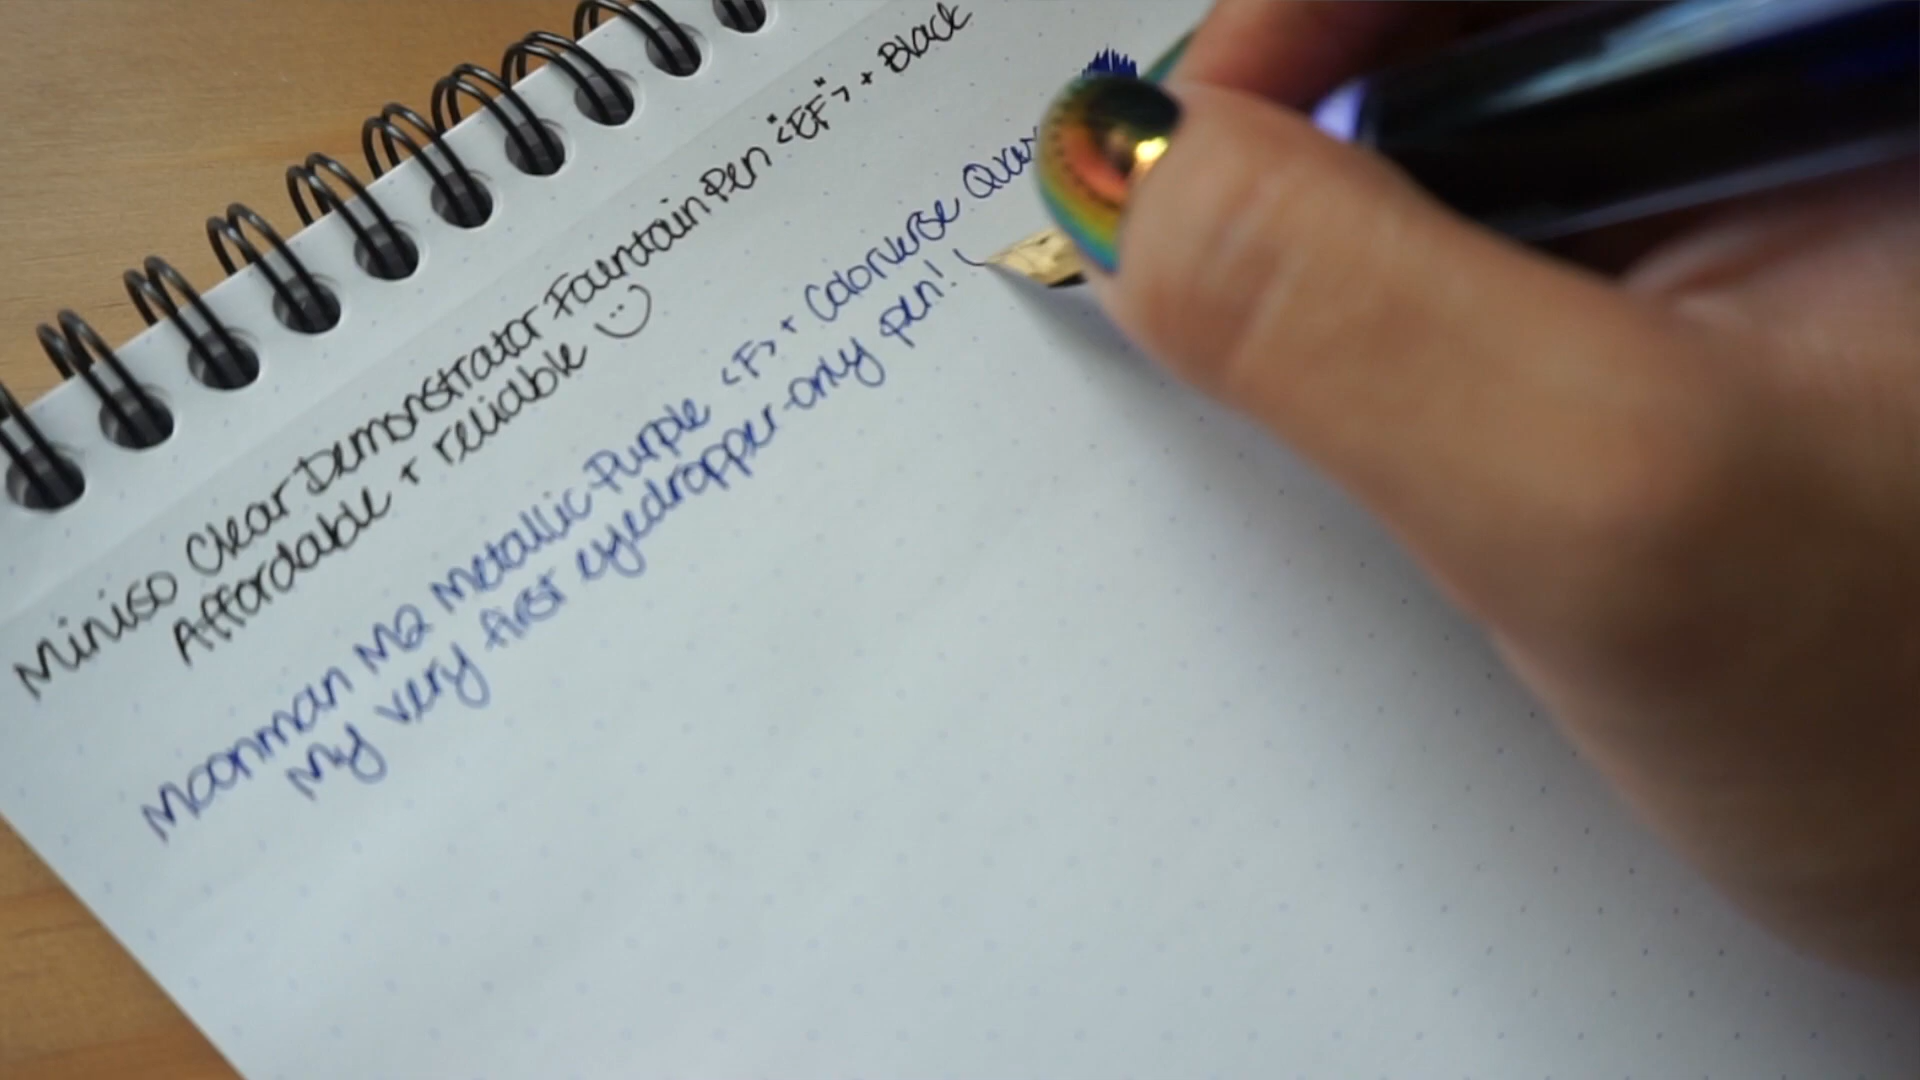 Miniso Clear Demonstrator Fountain Pen <"EF"> + Black
Affordable + reliable
Moonman M2 Metallic Purple <F> + Colorverse
My very first eyedropper-only pen!